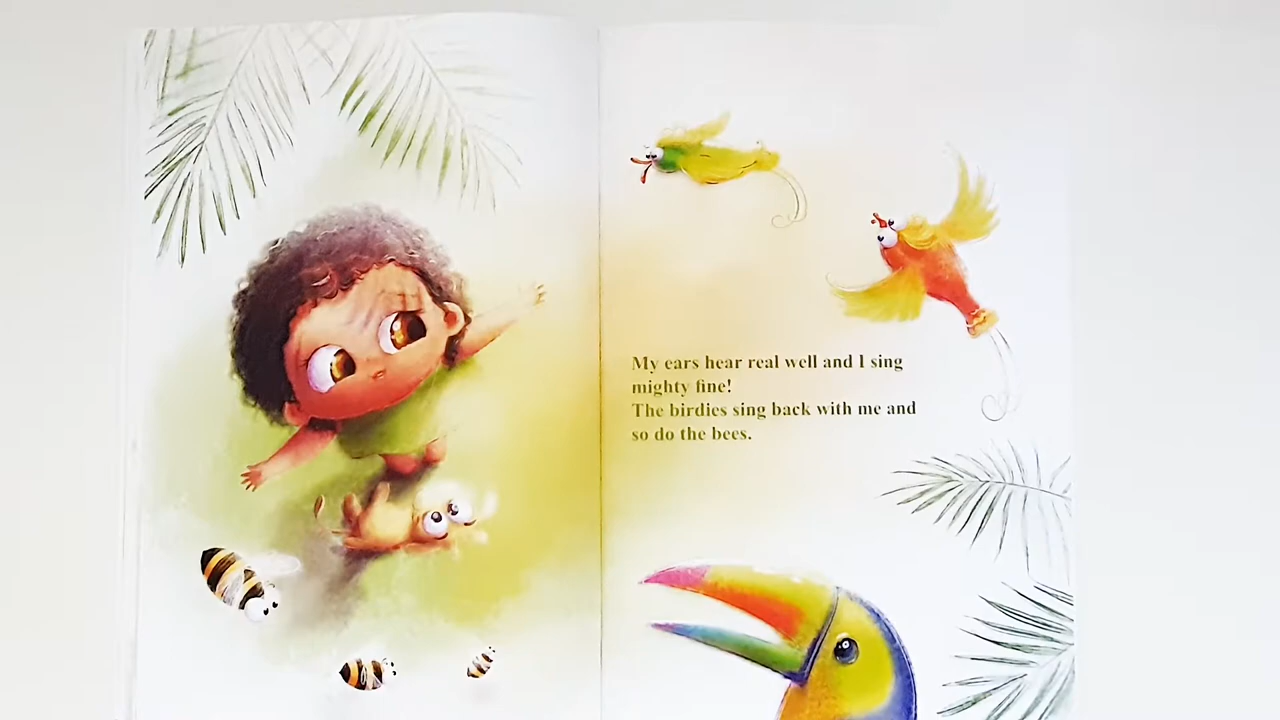 My ears hear real well and I sing
mighty fine!
The birdies sing back with me and
so do the bees.